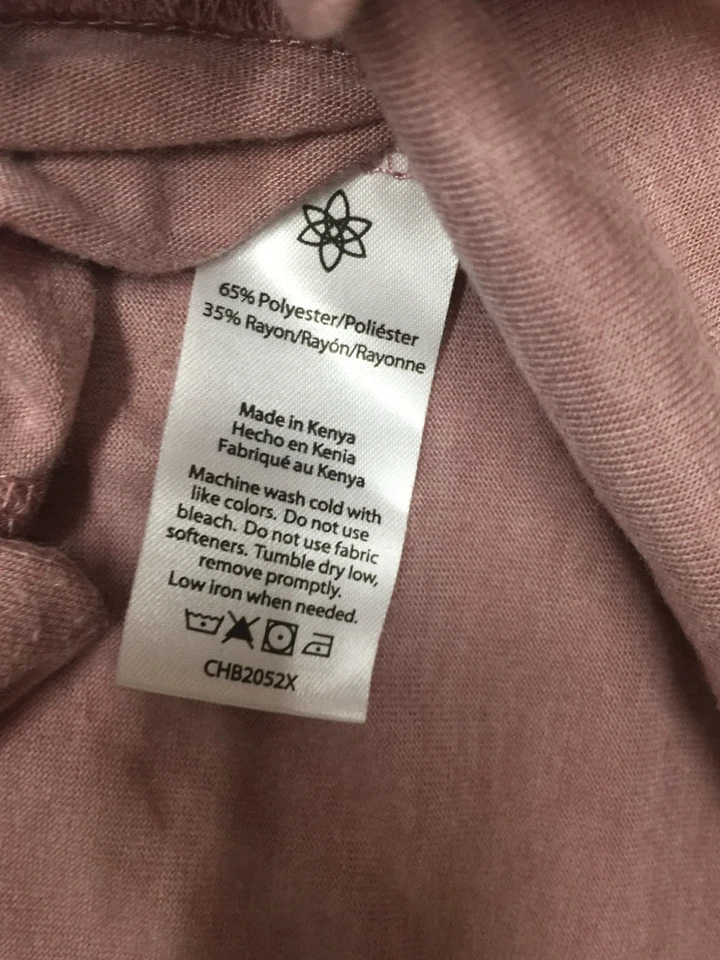 65% Polyester/Poliéster
35% Rayon/Rayón/Rayonne
Made in Kenya
Hecho en Kenia
Fabriqué au Kenya
Machine wash cold with
like colors. Do not use
bleach. Do not use fabric
softeners. Tumble dry low,
remove promptly.
Low iron when needed.
CHB2052X